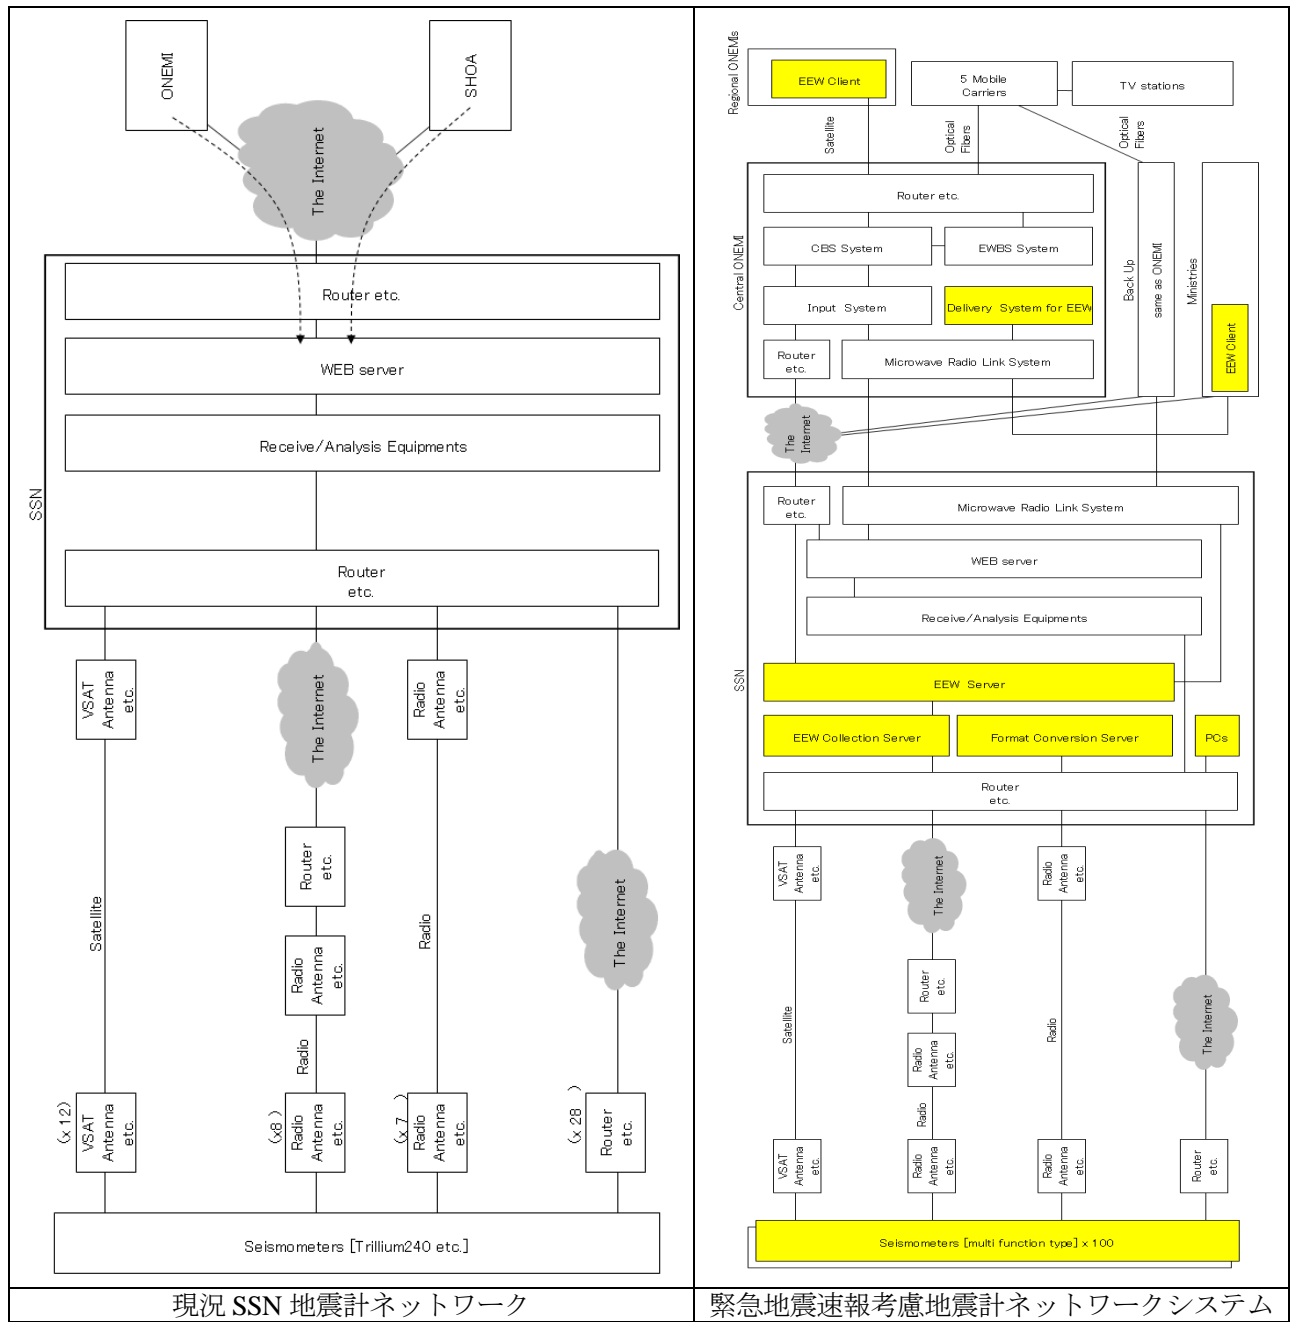 ONEMI
SHOA
The Internet
Router etc.
WEB server
Receive/Analysis Equipments
SSN
Router
etc.
VSAT
Antenna
etc.
The Internet
Radio
Antenna
etc.
Router
etc.
Satellite
Radio
Antenna
etc.
Radio
The Internet
Radio
(x 12)
VSAT
Antenna
etc.
(x8)
Radio
Antenna
etc.
(x 7 )
Radio
Antenna
etc.
(x 28 )
Router
etc.
Seismometers [Trillium240 etc.]
現況 SSN 地震計ネットワーク
Regional ONEMIs
EEW Client
5 Mobile
Carriers
TV stations
Satellite
Optical
Fibers
Optical
Fibers
Central ONEMI
Router etc.
CBS System
EWBS System
Input System
Delivery System for EEW
Router
etc.
Microwave Radio Link System
Back Up
same as ONEMI
Ministries
EEW Client
The
Internet
SSN
Router
etc.
Microwave Radio Link System
WEB server
Receive/Analysis Equipments
EEW Server
EEW Collection Server
Format Conversion Server
PCs
Router
etc.
VSAT
Antenna
etc.
The Internet
Radio
Antenna
etc.
Router
etc.
Satellite
Radio
Antenna
etc.
Radio
The Internet
Radio
VSAT
Antenna
etc.
Radio
Antenna
etc.
Radio
Antenna
etc.
Router
etc.
Seismometers [multi function type] x 100
緊急地震速報考慮地震計ネットワークシステム